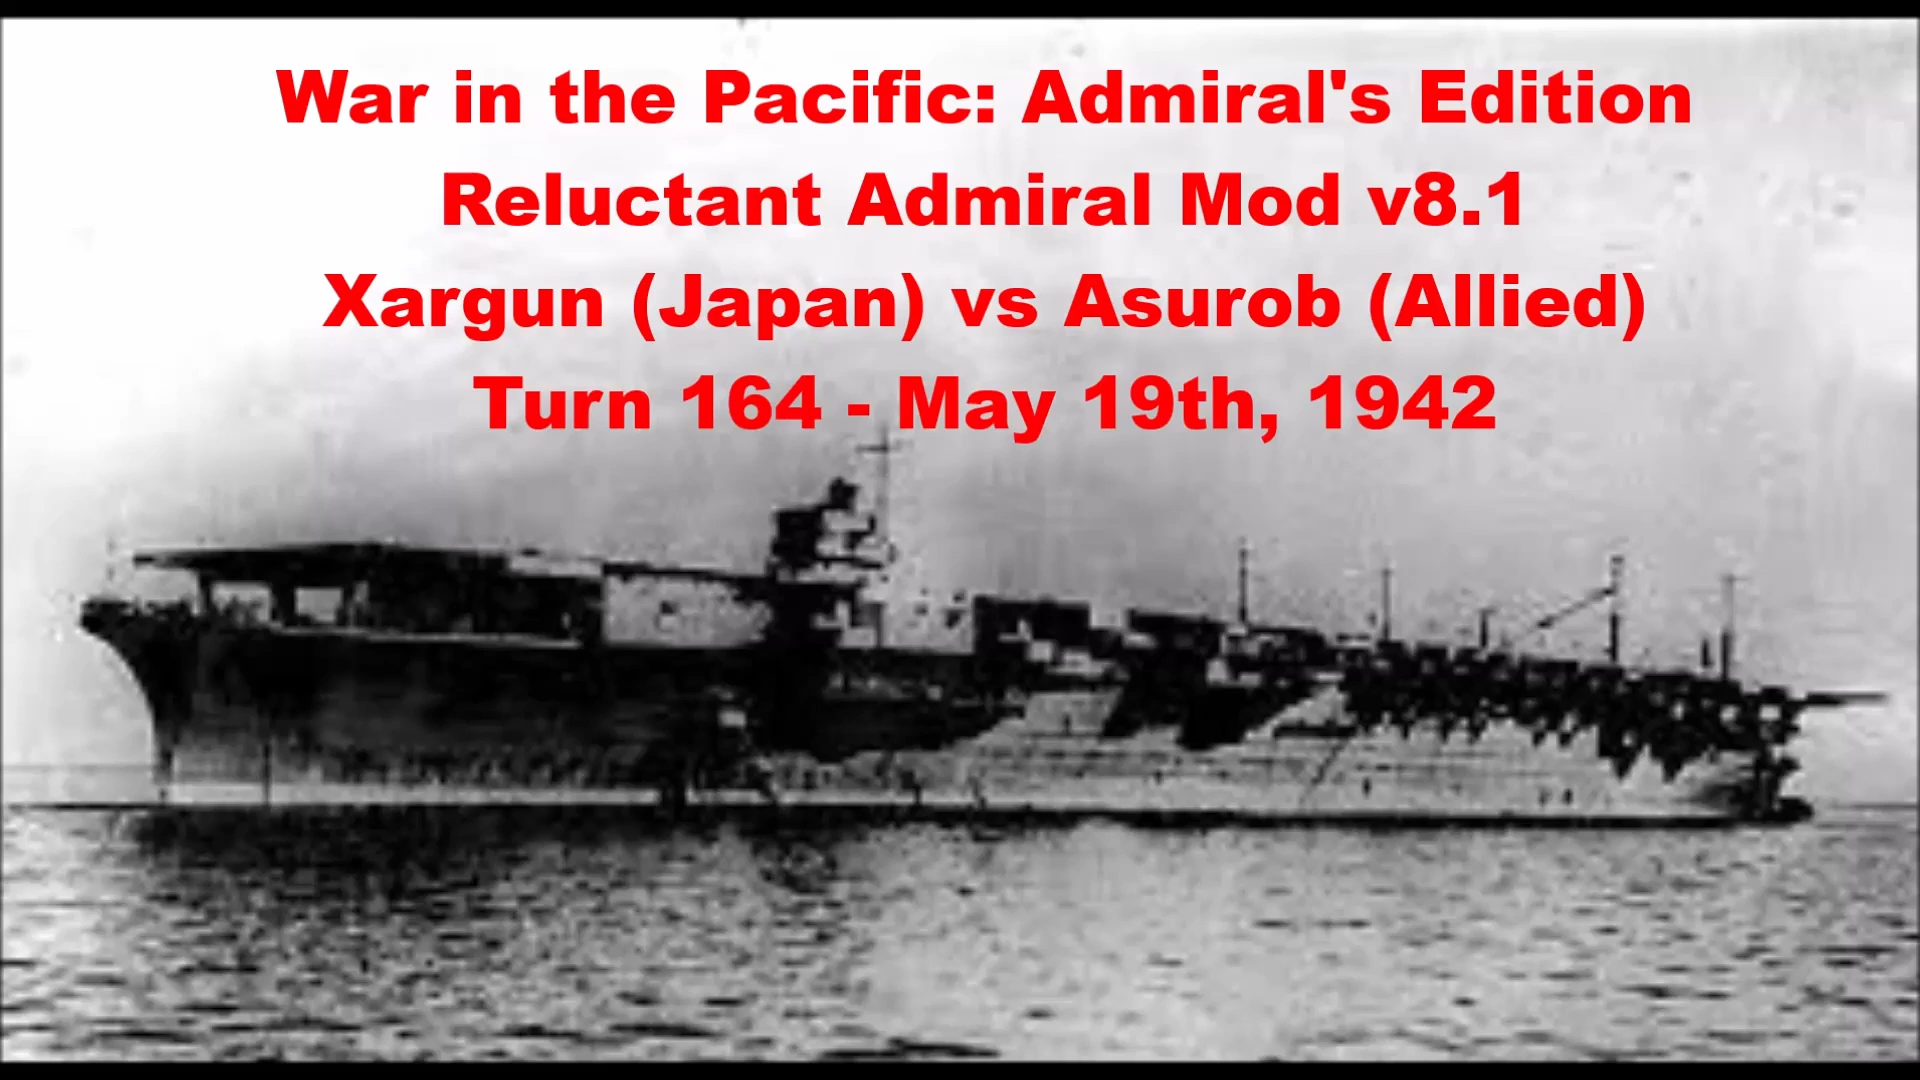 War in the Pacific: Admiral's Edition
Reluctant Admiral Mod v8.1
Xargun (Japan) vs Asurob (Allied)
Turn 164 - May 19th, 1942